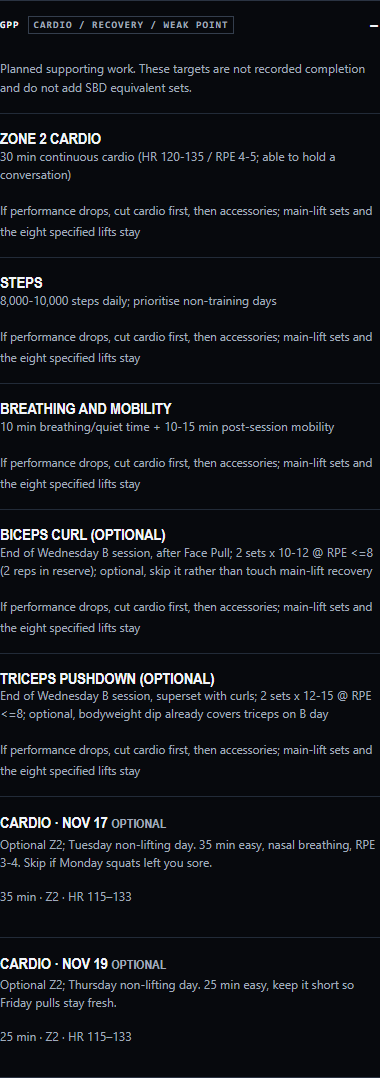 GPP CARDIO / RECOVERY / WEAK POINT −
Planned supporting work. These targets are not recorded completion
and do not add SBD equivalent sets.
ZONE 2 CARDIO
30 min continuous cardio (HR 120-135 / RPE 4-5; able to hold a
conversation)
If performance drops, cut cardio first, then accessories; main-lift sets and
the eight specified lifts stay
STEPS
8,000-10,000 steps daily; prioritise non-training days
If performance drops, cut cardio first, then accessories; main-lift sets and
the eight specified lifts stay
BREATHING AND MOBILITY
10 min breathing/quiet time + 10-15 min post-session mobility
If performance drops, cut cardio first, then accessories; main-lift sets and
the eight specified lifts stay
BICEPS CURL (OPTIONAL)
End of Wednesday B session, after Face Pull; 2 sets x 10-12 @ RPE <=8
(2 reps in reserve); optional, skip it rather than touch main-lift recovery
If performance drops, cut cardio first, then accessories; main-lift sets and
the eight specified lifts stay
TRICEPS PUSHDOWN (OPTIONAL)
End of Wednesday B session, superset with curls; 2 sets x 12-15 @ RPE
<=8; optional, bodyweight dip already covers triceps on B day
If performance drops, cut cardio first, then accessories; main-lift sets and
the eight specified lifts stay
CARDIO · NOV 17 OPTIONAL
Optional Z2; Tuesday non-lifting day. 35 min easy, nasal breathing, RPE
3-4. Skip if Monday squats left you sore.
35 min · Z2 · HR 115–133
CARDIO · NOV 19 OPTIONAL
Optional Z2; Thursday non-lifting day. 25 min easy, keep it short so
Friday pulls stay fresh.
25 min · Z2 · HR 115–133